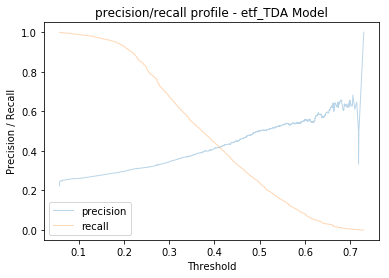 precision/recall profile - etf_TDA Model
Precision / Recall
1.0
0.8
0.6
0.4
0.2
0.0
precision
recall
0.1 0.2 0.3 0.4 0.5 0.6 0.7
Threshold